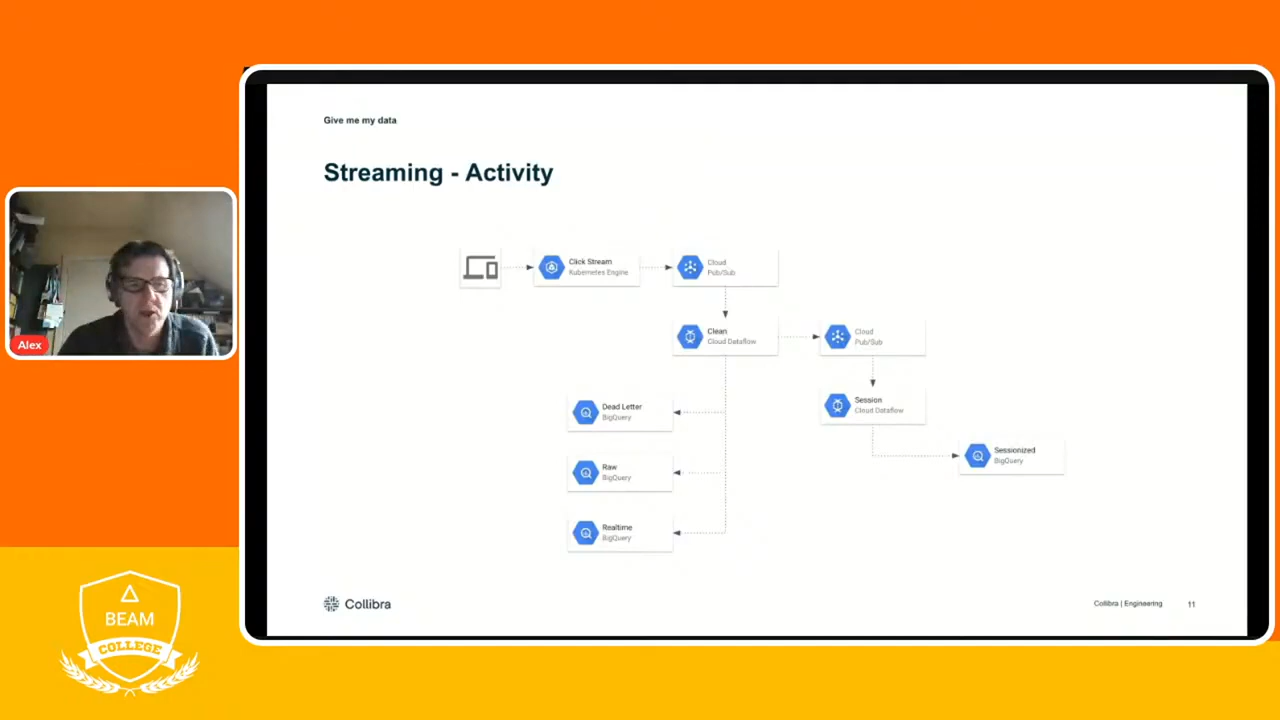 Give me my data
Streaming - Activity
Click Stream
Kubernetes Engine
Cloud
Pub/Sub
Clean
Cloud Dataflow
Cloud
Pub/Sub
Dead Letter
BigQuery
Session
Cloud Dataflow
Raw
BigQuery
Sessionized
BigQuery
Realtime
BigQuery
Collibra
Collibra | Engineering
11
Alex
BEAM
COLLEGE